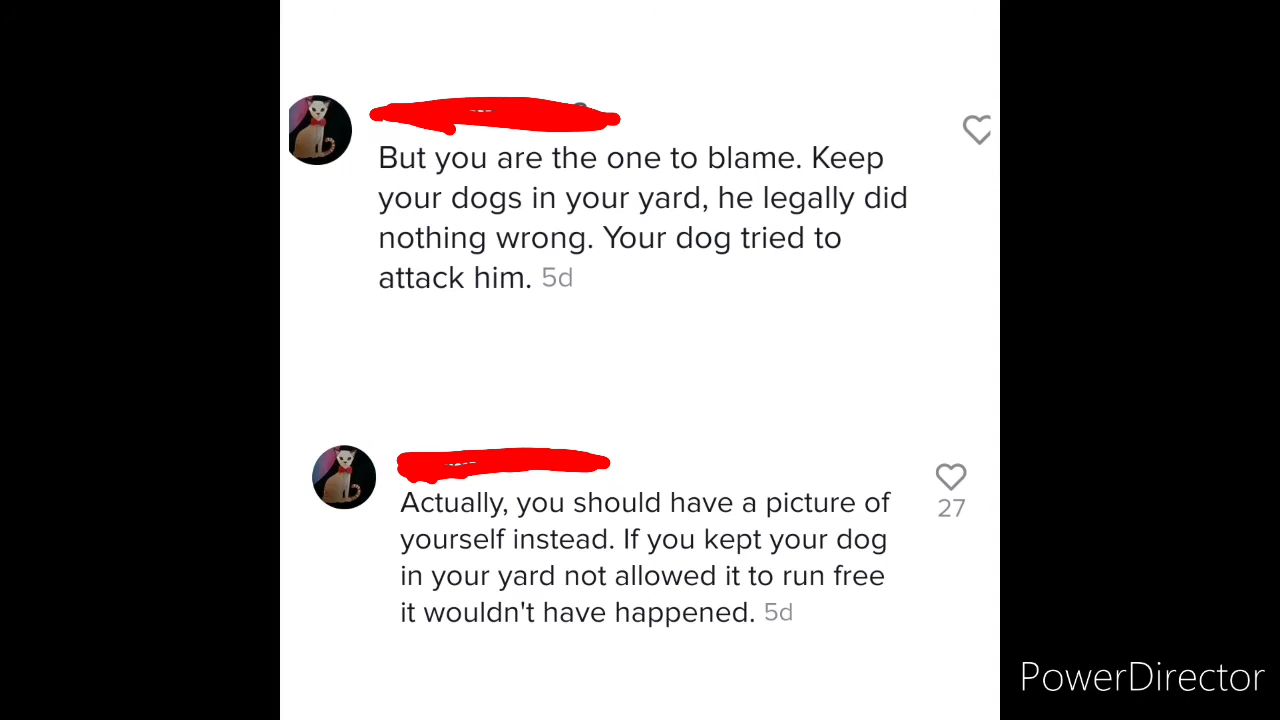 But you are the one to blame. Keep
your dogs in your yard, he legally did
nothing wrong. Your dog tried to
attack him. 5d
Actually, you should have a picture of
yourself instead. If you kept your dog
27
in your yard not allowed it to run free
it wouldn't have happened. 5d
PowerDirector